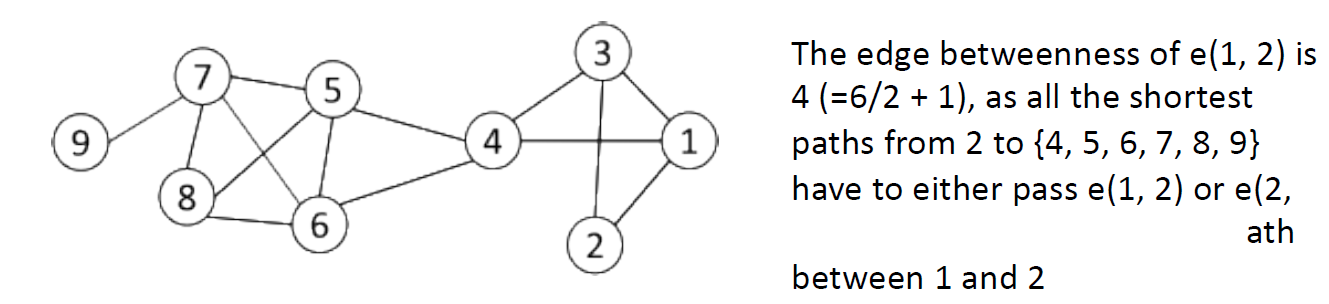 3
7
5
9
4
1
8
6
2
The edge betweenness of e(1, 2) is
4 (=6/2 + 1), as all the shortest
paths from 2 to {4, 5, 6, 7, 8, 9}
have to either pass e(1, 2) or e(2,
ath
between 1 and 2